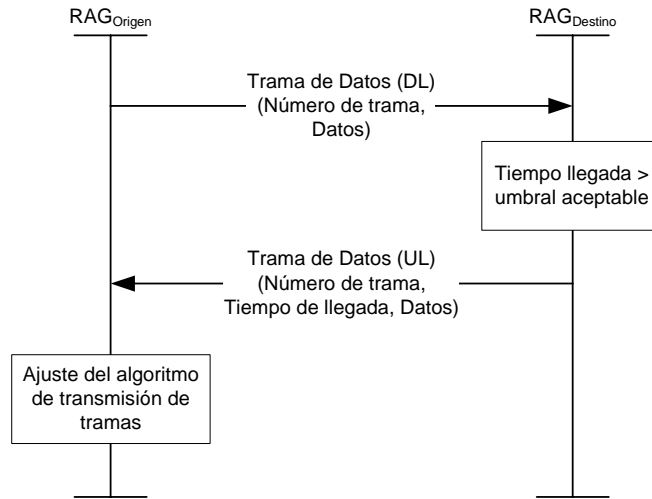 RAGOrigen
RAGDestino
Trama de Datos (DL)
(Número de trama,
Datos)
Tiempo llegada >
umbral aceptable
Trama de Datos (UL)
(Número de trama,
Tiempo de llegada, Datos)
Ajuste del algoritmo
de transmisión de
tramas